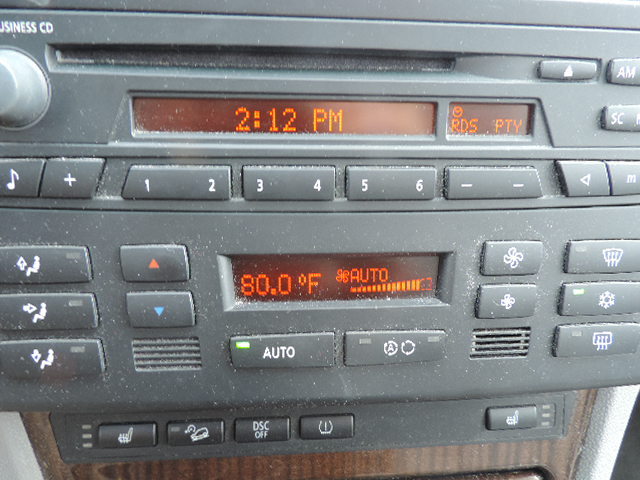 BUSINESS CD
AM
2:12 PM
RDS PTY
SC
1 2 3 4 5 6 m
80.0°F AUTO
AUTO
DSC
OFF